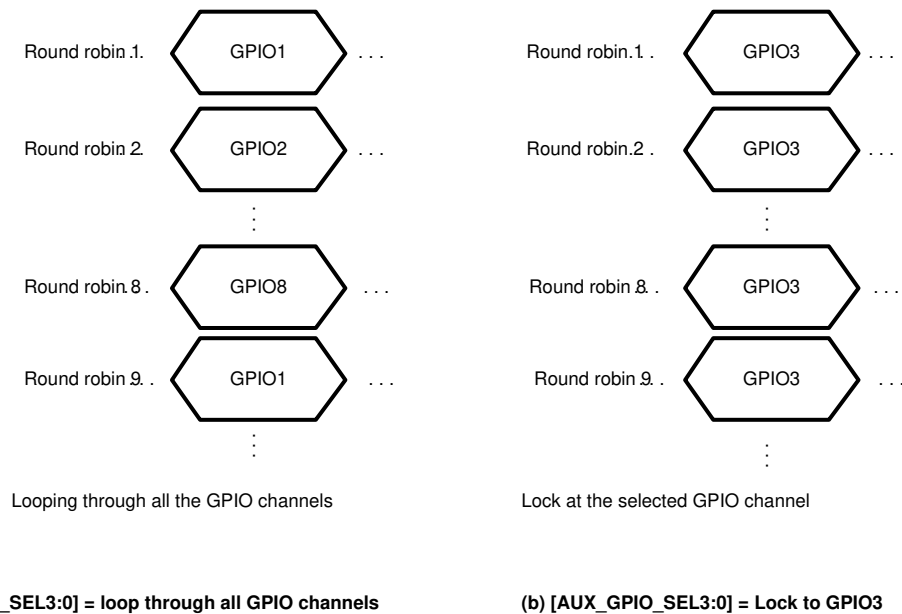 Round robin 1. GPIO1 . . .
Round robin 2. GPIO2 . . .
Round robin 8 . GPIO8 . . .
Round robin 9. . GPIO1 . . .
Looping through all the GPIO channels
_SEL3:0] = loop through all GPIO channels
Round robin 1. . GPIO3 . . .
Round robin 2 . GPIO3 . . .
Round robin 8. . GPIO3 . . .
Round robin 9. . GPIO3 . . .
Lock at the selected GPIO channel
(b) [AUX_GPIO_SEL3:0] = Lock to GPIO3